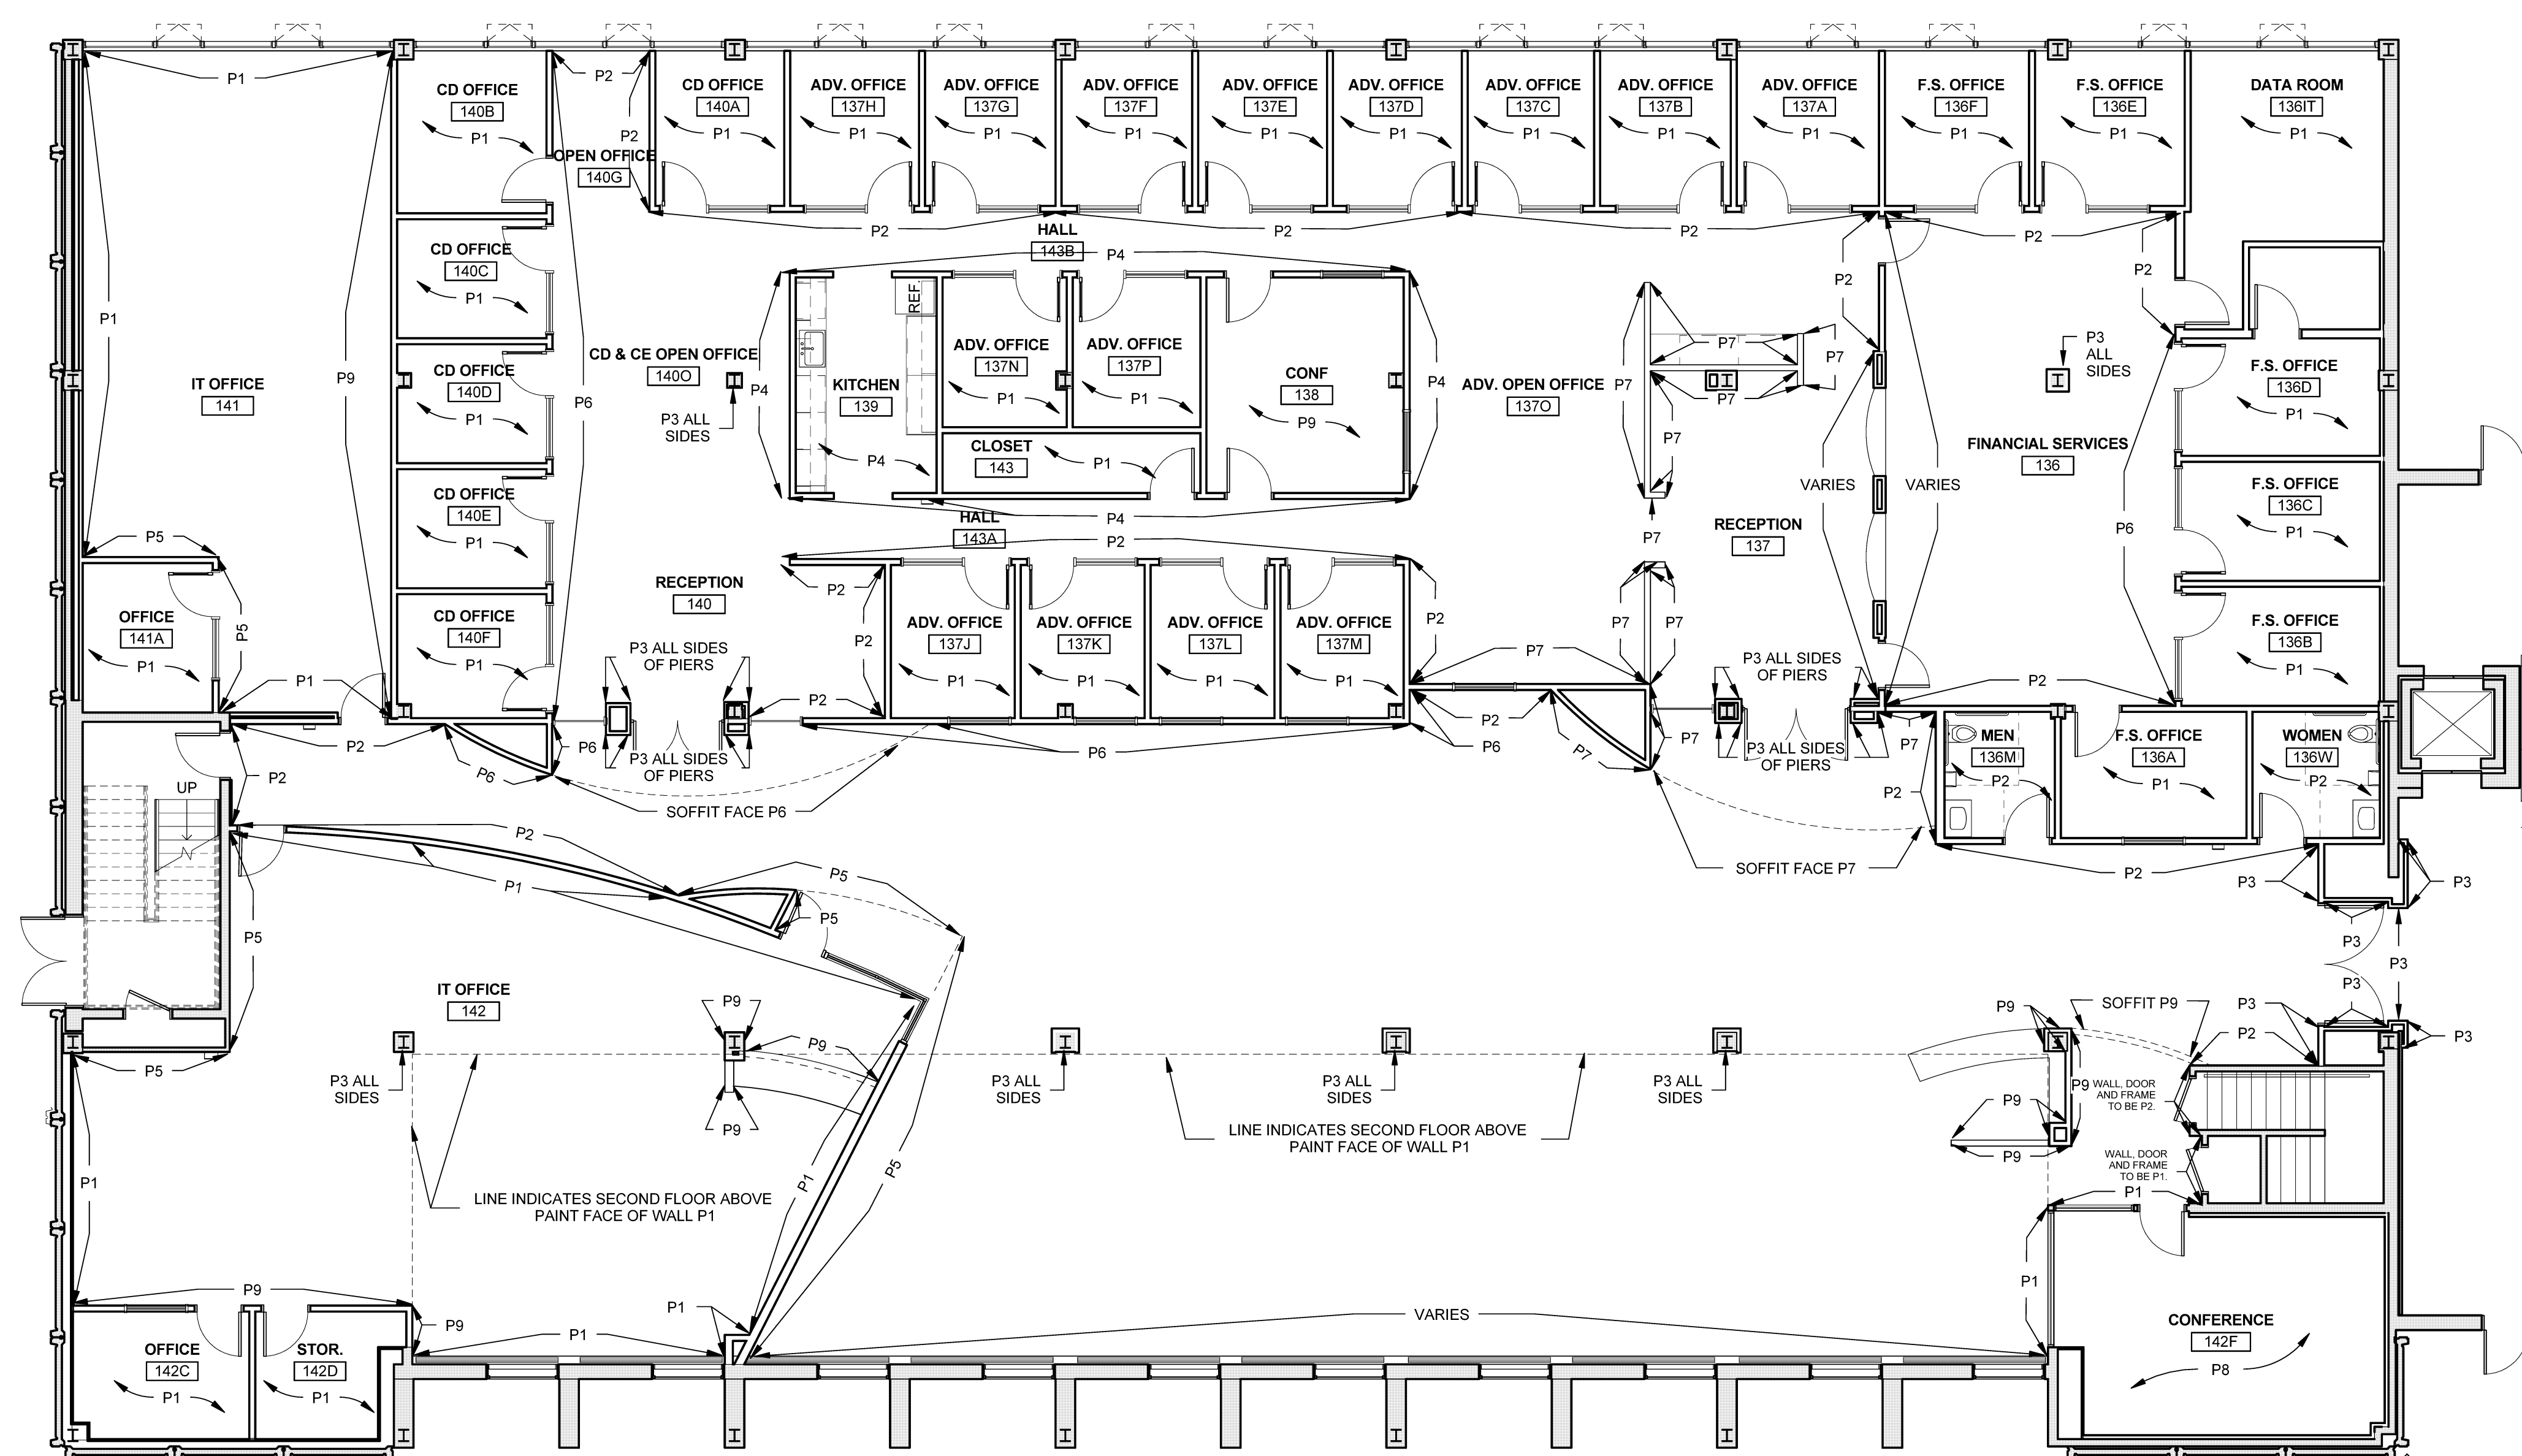 P1
P2
CD OFFICE
140B
P1
P2
OPEN OFFICE
140G
CD OFFICE
140A
P1
ADV. OFFICE
137H
P1
ADV. OFFICE
137G
P1
ADV. OFFICE
137F
P1
ADV. OFFICE
137E
P1
ADV. OFFICE
137D
P1
ADV. OFFICE
137C
P1
ADV. OFFICE
137B
P1
ADV. OFFICE
137A
P1
F.S. OFFICE
136F
P1
F.S. OFFICE
136E
P1
DATA ROOM
136IT
P1
P2
P2
P2
P2
HALL
143B
P4
P2
P2
CD OFFICE
140C
P1
P1
IT OFFICE
141
P9
CD OFFICE
140D
P1
P6
CD & CE OPEN OFFICE
140O
P3 ALL
SIDES
P4
KITCHEN
139
P4
REF.
ADV. OFFICE
137N
P1
ADV. OFFICE
137P
P1
CONF
138
P9
P4
CLOSET
143
P1
ADV. OPEN OFFICE
137O
P7
P7
P7
P7
P7
P3
ALL
SIDES
F.S. OFFICE
136D
P1
FINANCIAL SERVICES
136
VARIES
VARIES
P6
F.S. OFFICE
136C
P1
CD OFFICE
140E
P1
P4
HALL
143A
P2
P7
RECEPTION
137
P5
OFFICE
141A
P1
P5
CD OFFICE
140F
P1
RECEPTION
140
P2
P2
ADV. OFFICE
137J
P1
ADV. OFFICE
137K
P1
ADV. OFFICE
137L
P1
ADV. OFFICE
137M
P1
P2
P7
P7
P7
F.S. OFFICE
136B
P1
P3 ALL SIDES
OF PIERS
P3 ALL SIDES
OF PIERS
P1
P2
P2
P2
P2
P6
P3 ALL SIDES
OF PIERS
P6
P2
P6
P7
P3 ALL SIDES
OF PIERS
P7
MEN
136M
P2
F.S. OFFICE
136A
P1
WOMEN
136W
P2
P2
P6
P7
UP
SOFFIT FACE P6
P2
P2
SOFFIT FACE P7
P2
P3
P3
P1
P5
P5
P5
P3
P3
P3
IT OFFICE
142
P9
P9
P9
P9
SOFFIT P9
P3
P2
P3
P5
P3 ALL
SIDES
P3 ALL
SIDES
P3 ALL
SIDES
P3 ALL
SIDES
P9
WALL, DOOR
AND FRAME
TO BE P2.
P9
P9
LINE INDICATES SECOND FLOOR ABOVE
PAINT FACE OF WALL P1
WALL, DOOR
AND FRAME
TO BE P1.
P1
P1
P1
P5
LINE INDICATES SECOND FLOOR ABOVE
PAINT FACE OF WALL P1
P9
P9
P1
P1
VARIES
P1
OFFICE
142C
P1
STOR.
142D
P1
CONFERENCE
142F
P8